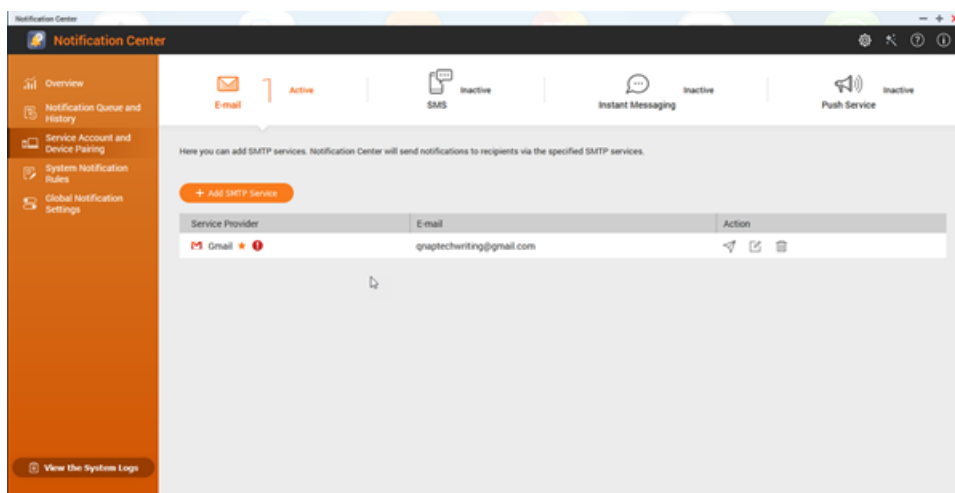 Notification Center
Notification Center
Overview
Notification Queue and
History
Service Account and
Device Pairing
System Notification
Rules
Global Notification
Settings
View the System Logs
E-mail
1
Active
SMS
Inactive
Instant Messaging
Inactive
Push Service
Inactive
Here you can add SMTP services. Notification Center will send notifications to recipients via the specified SMTP services.
+ Add SMTP Service
Service Provider E-mail Action
Gmail qnaptechwriting@gmail.com